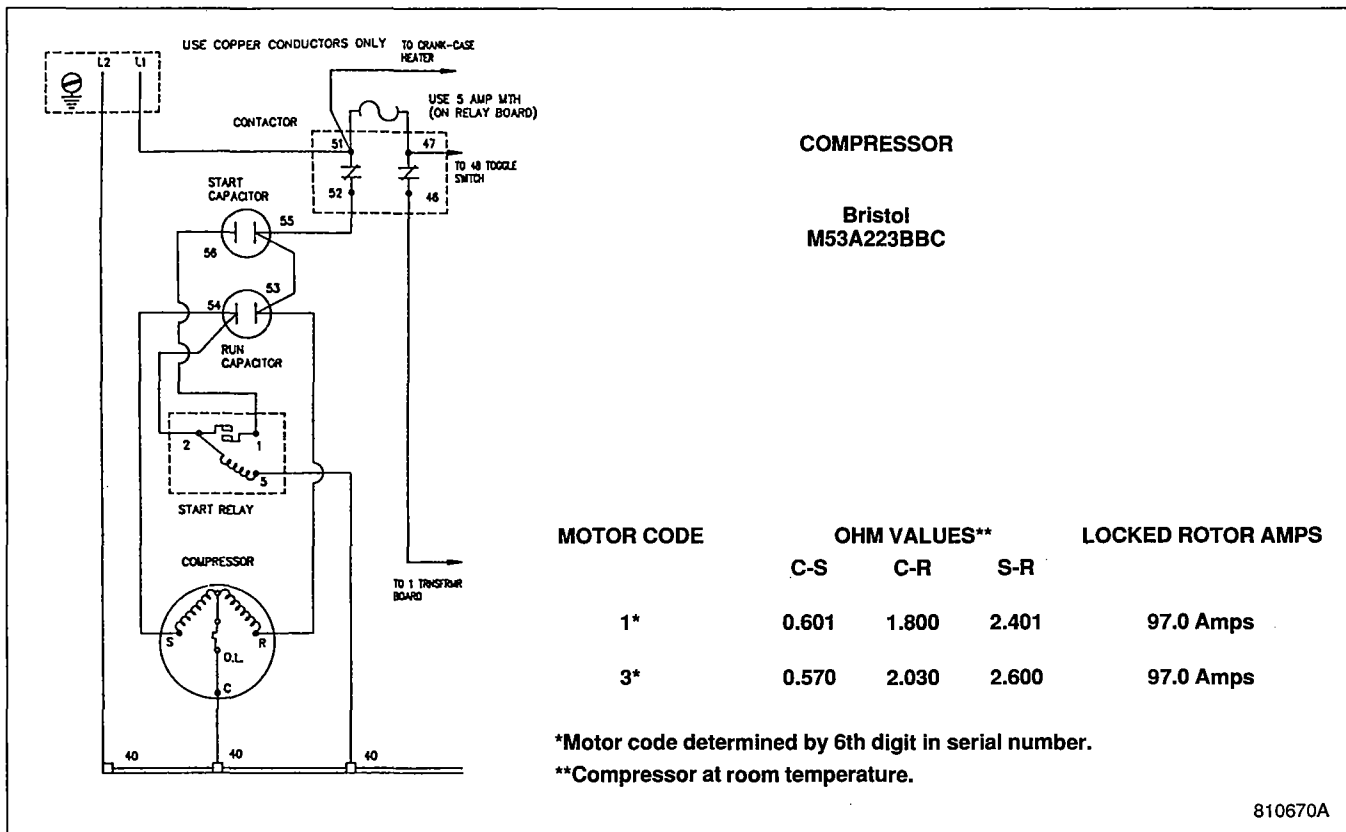 USE COPPER CONDUCTORS ONLY
TO CRANK-CASE
HEATER
L2 L1
USE 5 AMP MTH
(ON RELAY BOARD)
CONTACTOR
51 47
TO 48 TOGGLE
SWTCH
52 46
START
CAPACITOR
55
56
53
54
RUN
CAPACITOR
2 1
5
START RELAY
COMPRESSOR
TO 1 TRNSFRMR
BOARD
S R
O.L.
C
40 40 40
COMPRESSOR
Bristol
M53A223BBC
MOTOR CODE OHM VALUES** LOCKED ROTOR AMPS
C-S C-R S-R
1* 0.601 1.800 2.401 97.0 Amps
3* 0.570 2.030 2.600 97.0 Amps
*Motor code determined by 6th digit in serial number.
**Compressor at room temperature.
810670A